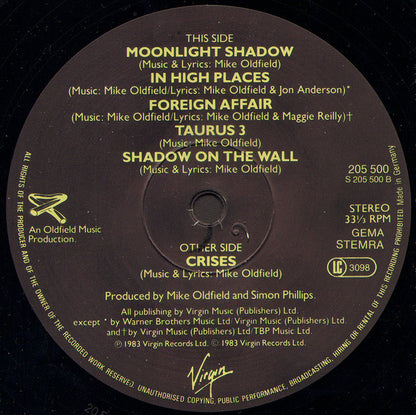 THIS SIDE
MOONLIGHT SHADOW
(Music & Lyrics: Mike Oldfield)
IN HIGH PLACES
(Music: Mike Oldfield/Lyrics: Mike Oldfield & Jon Anderson)*
FOREIGN AFFAIR
(Music: Mike Oldfield/Lyrics: Mike Oldfield & Maggie Reilly)†
TAURUS 3
(Music: Mike Oldfield)
SHADOW ON THE WALL
(Music & Lyrics: Mike Oldfield)
205 500
S 205 500 B
An Oldfield Music
Production.
STEREO
33⅓ RPM
GEMA
STEMRA
LC 3098
OTHER SIDE
CRISES
(Music & Lyrics: Mike Oldfield)
Produced by Mike Oldfield and Simon Phillips.
All publishing by Virgin Music (Publishers) Ltd.
except * by Warner Brothers Music Ltd/Virgin Music (Publishers) Ltd.
and † by Virgin Music (Publishers) Ltd/TBP Music Ltd.
℗ 1983 Virgin Records Ltd. © 1983 Virgin Records Ltd.
Virgin
ALL RIGHTS OF THE PRODUCER AND OF THE OWNER OF THE RECORDED WORK RESERVED. UNAUTHORISED COPYING, PUBLIC PERFORMANCE, BROADCASTING, HIRING OR RENTAL OF THIS RECORDING PROHIBITED. Made in Germany